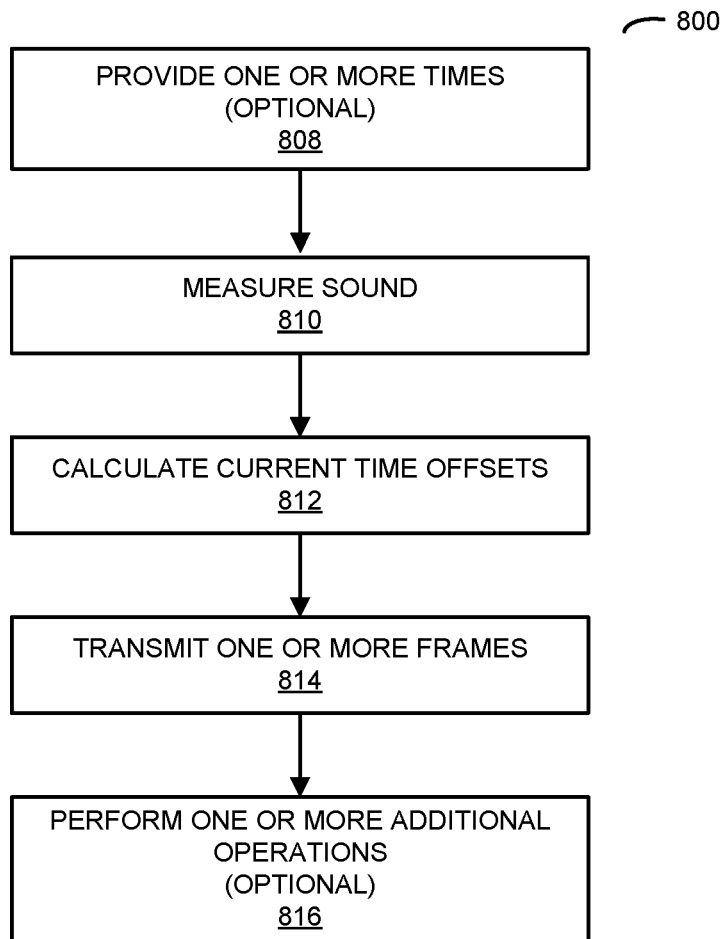 800
PROVIDE ONE OR MORE TIMES
(OPTIONAL)
808
MEASURE SOUND
810
CALCULATE CURRENT TIME OFFSETS
812
TRANSMIT ONE OR MORE FRAMES
814
PERFORM ONE OR MORE ADDITIONAL
OPERATIONS
(OPTIONAL)
816